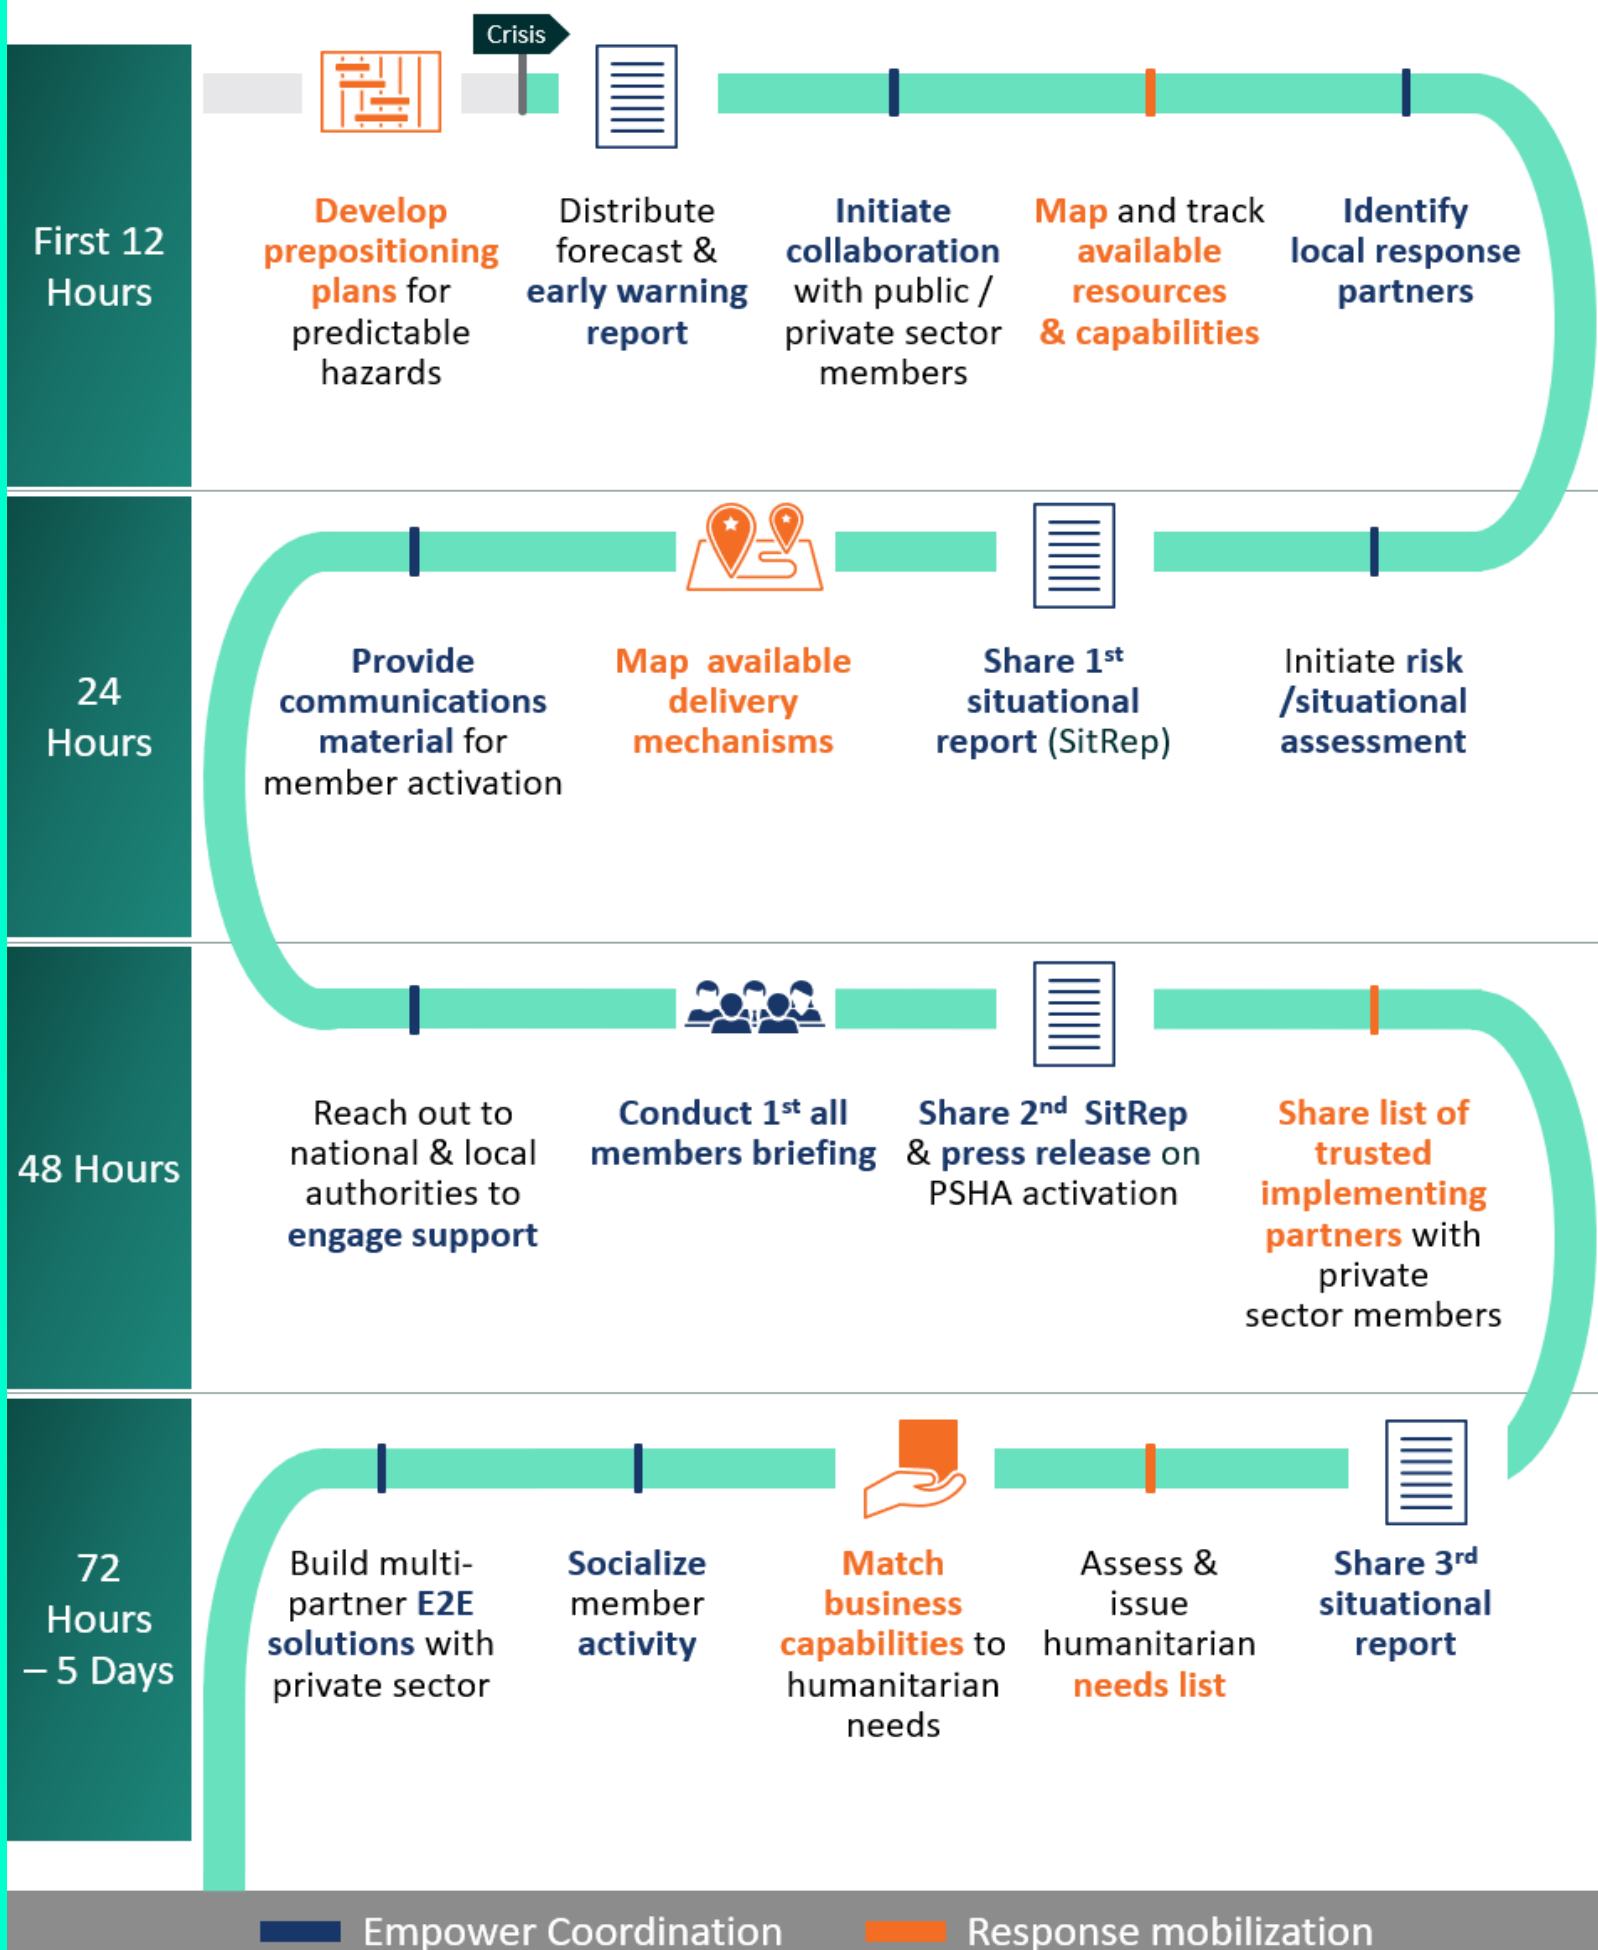 Crisis
First 12
Hours
Develop
prepositioning
plans for
predictable
hazards
Distribute
forecast &
early warning
report
Initiate
collaboration
with public /
private sector
members
Map and track
available
resources
& capabilities
Identify
local response
partners
24
Hours
Provide
communications
material for
member activation
Map available
delivery
mechanisms
Share 1st
situational
report (SitRep)
Initiate risk
/situational
assessment
48 Hours
Reach out to
national & local
authorities to
engage support
Conduct 1st all
members briefing
Share 2nd SitRep
& press release on
PSHA activation
Share list of
trusted
implementing
partners with
private
sector members
72
Hours
– 5 Days
Build multi-
partner E2E
solutions with
private sector
Socialize
member
activity
Match
business
capabilities to
humanitarian
needs
Assess &
issue
humanitarian
needs list
Share 3rd
situational
report
Empower Coordination
Response mobilization